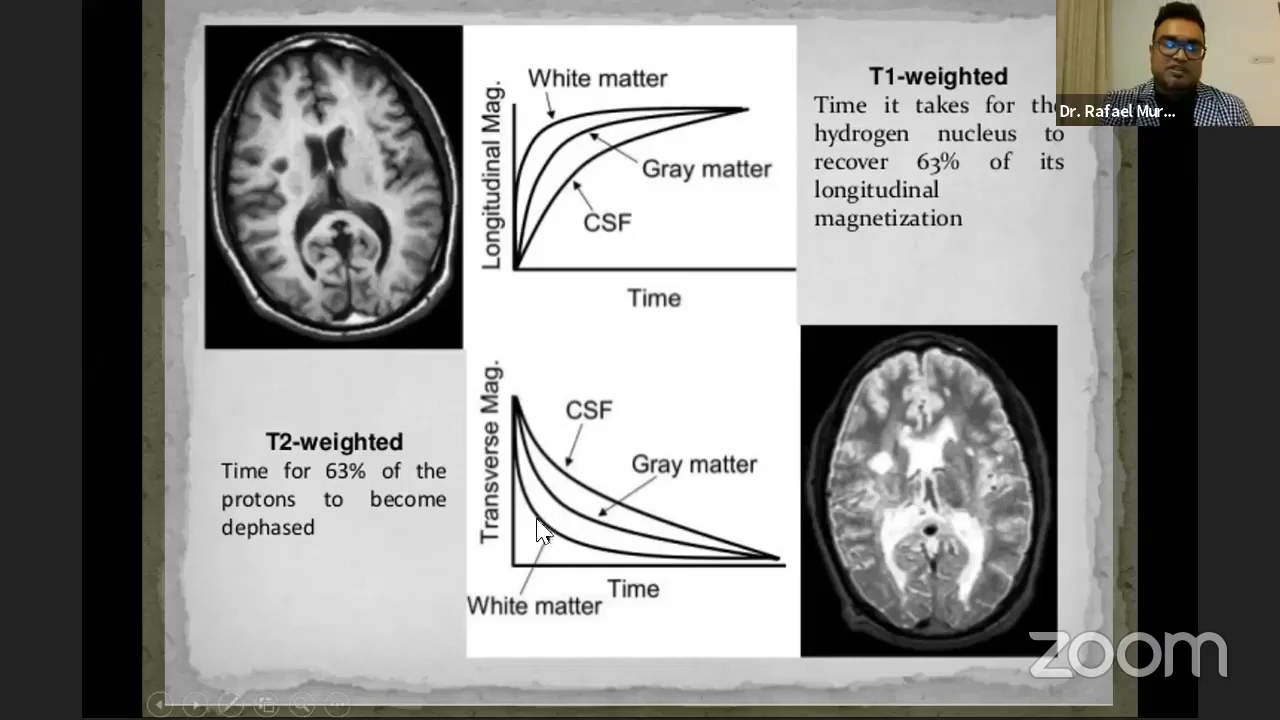 White matter
Longitudinal Mag.
Gray matter
CSF
Time
T1-weighted
Time it takes for the
hydrogen nucleus to
recover 63% of its
longitudinal
magnetization
Dr. Rafael Mur...
T2-weighted
Time for 63% of the
protons to become
dephased
Transverse Mag.
CSF
Gray matter
White matter
Time
zoom